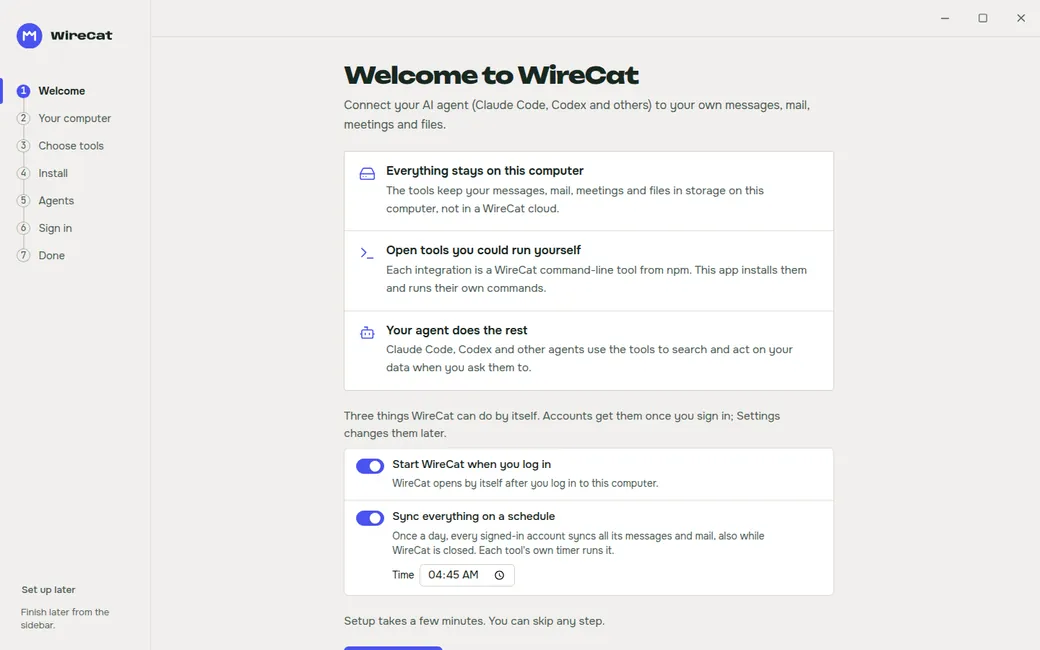 WireCat
1 Welcome
2 Your computer
3 Choose tools
4 Install
5 Agents
6 Sign in
7 Done
Set up later
Finish later from the
sidebar.
Welcome to WireCat
Connect your AI agent (Claude Code, Codex and others) to your own messages, mail,
meetings and files.
Everything stays on this computer
The tools keep your messages, mail, meetings and files in storage on this
computer, not in a WireCat cloud.
Open tools you could run yourself
Each integration is a WireCat command-line tool from npm. This app installs them
and runs their own commands.
Your agent does the rest
Claude Code, Codex and other agents use the tools to search and act on your
data when you ask them to.
Three things WireCat can do by itself. Accounts get them once you sign in; Settings
changes them later.
Start WireCat when you log in
WireCat opens by itself after you log in to this computer.
Sync everything on a schedule
Once a day, every signed-in account syncs all its messages and mail, also while
WireCat is closed. Each tool's own timer runs it.
Time 04:45 AM
Setup takes a few minutes. You can skip any step.